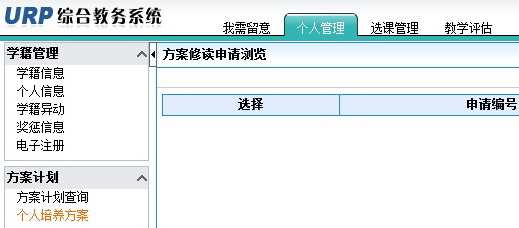 URP 综合教务系统
我需留意 个人管理 选课管理 教学评估
学籍管理
学籍信息
个人信息
学籍异动
奖惩信息
电子注册
方案计划
方案计划查询
个人培养方案
方案修读申请浏览
选择 申请编号